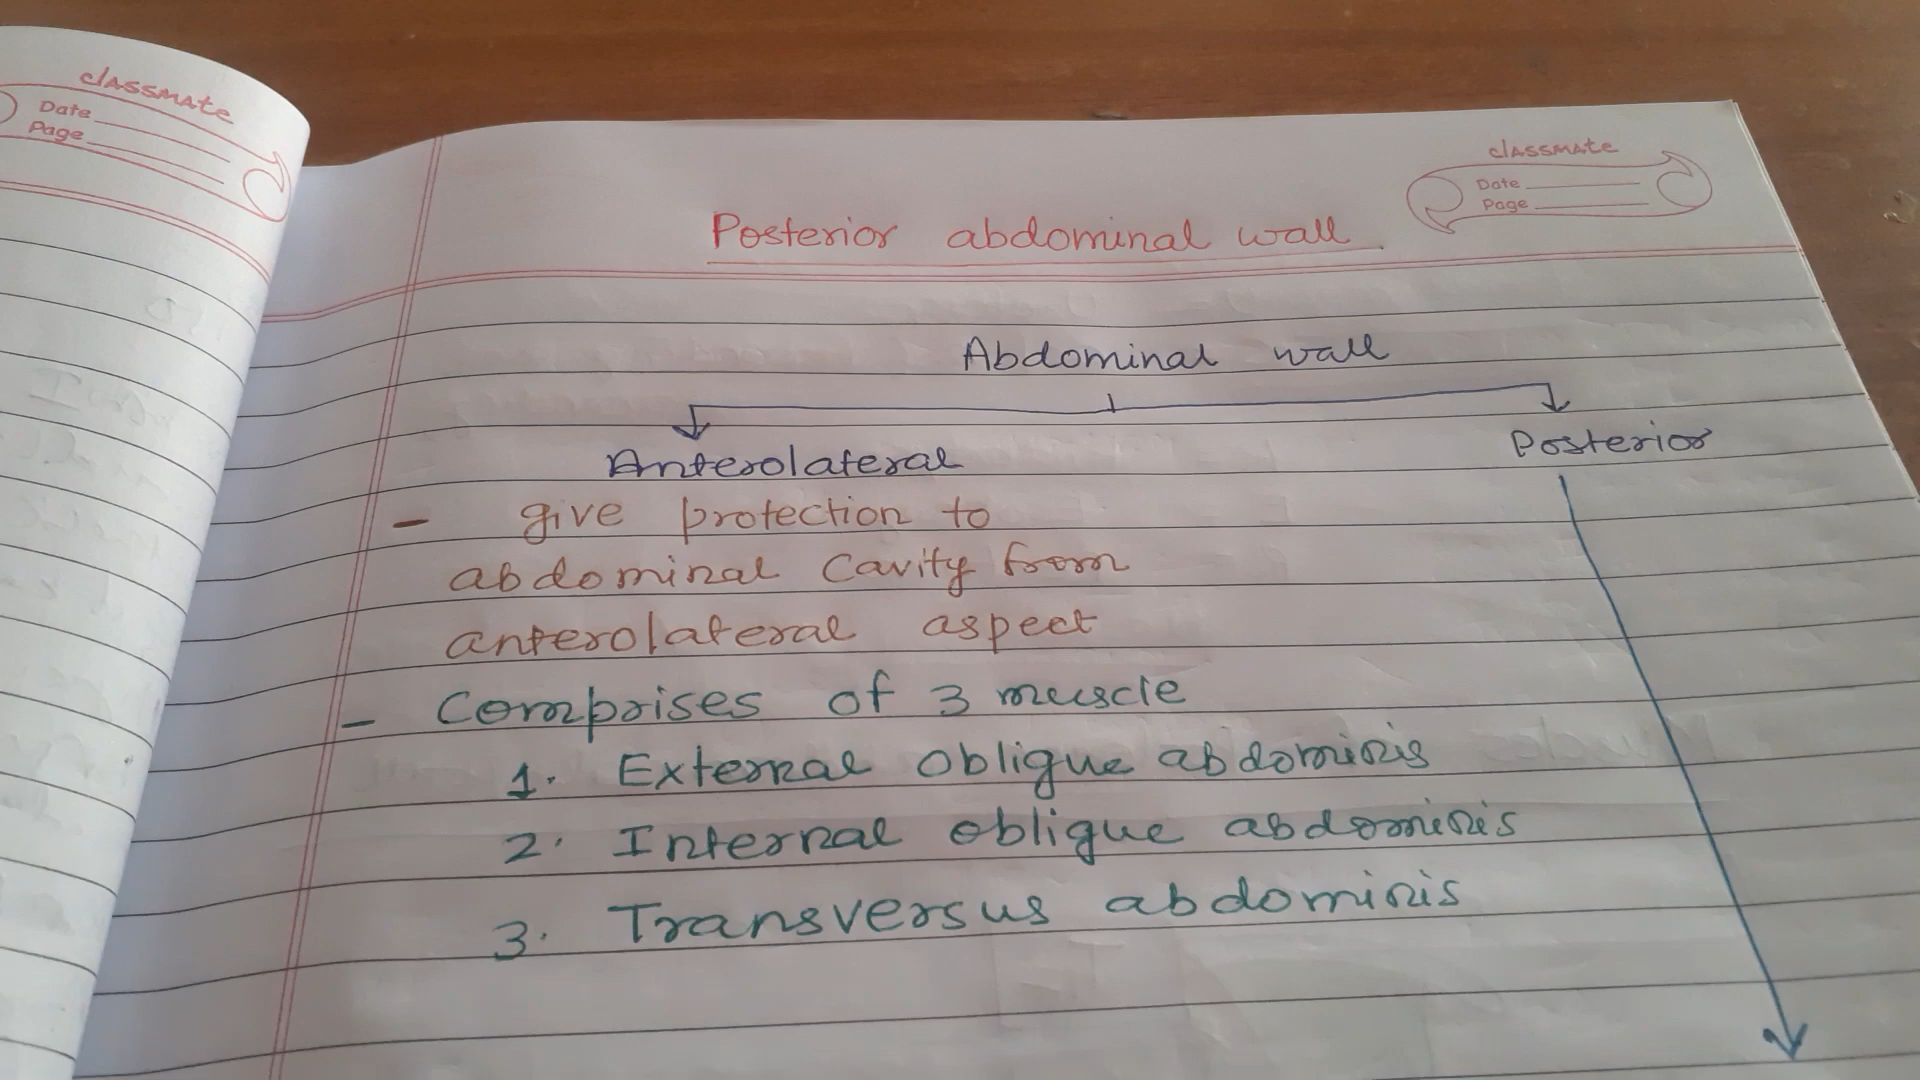 classmate
Date
Page
classmate
Date
Page
Posterior abdominal wall.
Abdominal wall
Anterolateral
Posterior
- give protection to
abdominal cavity from
anterolateral aspect
- Comprises of 3 muscle
1. External oblique abdominis
2. Internal oblique abdominis
3. Transversus abdominis